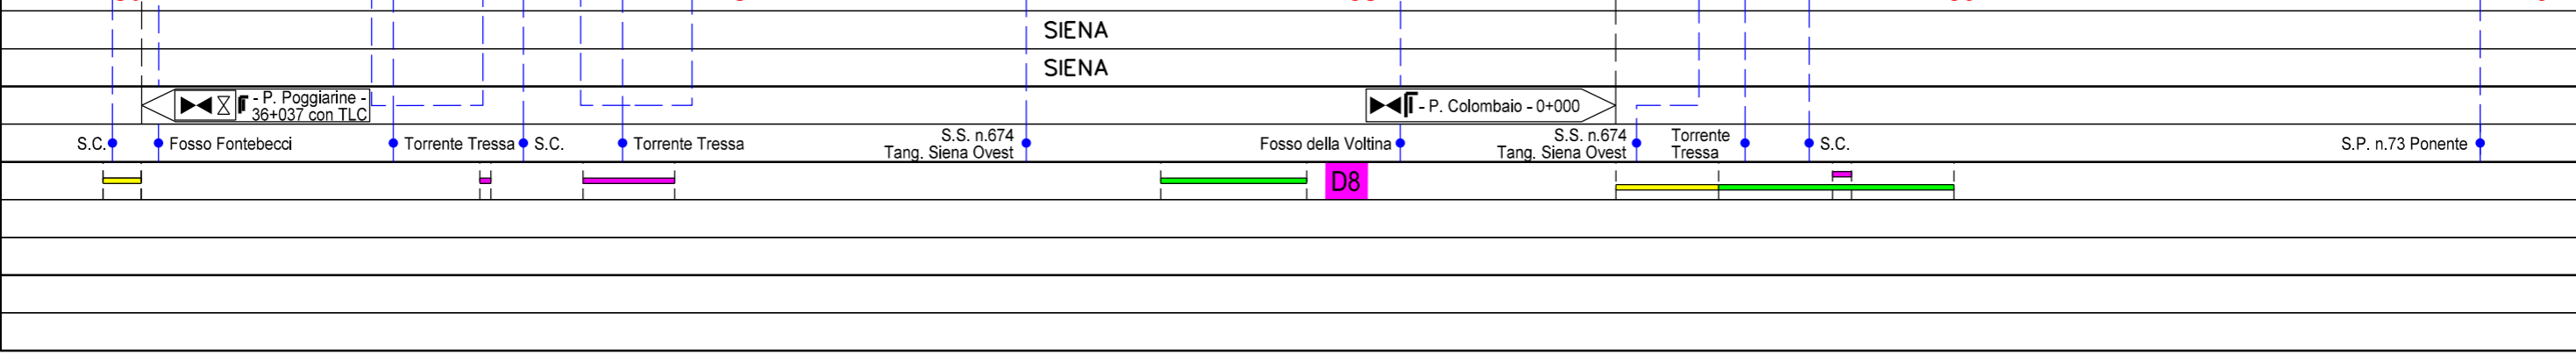 SIENA
SIENA
- P. Poggiarine -
36+037 con TLC
- P. Colombaio - 0+000
S.C.
Fosso Fontebecci
Torrente Tressa
S.C.
Torrente Tressa
S.S. n.674
Tang. Siena Ovest
Fosso della Voltina
S.S. n.674
Tang. Siena Ovest
Torrente
Tressa
S.C.
S.P. n.73 Ponente
D8